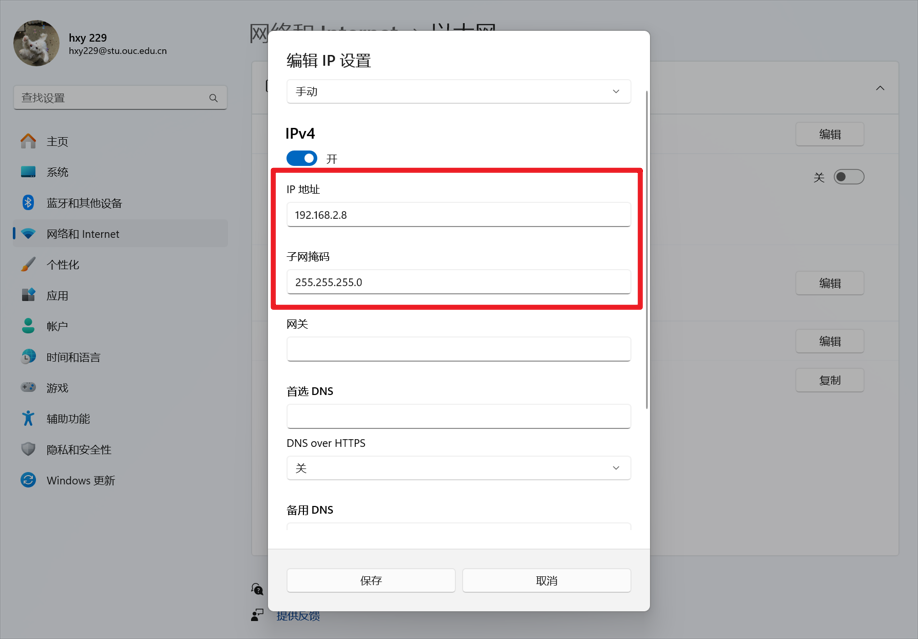 hxy 229
hxy229@stu.ouc.edu.cn
查找设置
主页
系统
蓝牙和其他设备
网络和 Internet
个性化
应用
帐户
时间和语言
游戏
辅助功能
隐私和安全性
Windows 更新
网络和 Internet › 以太网
编辑 IP 设置
手动
IPv4
开
IP 地址
192.168.2.8
子网掩码
255.255.255.0
网关
首选 DNS
DNS over HTTPS
关
备用 DNS
保存
取消
编辑
关
编辑
编辑
复制
提供反馈